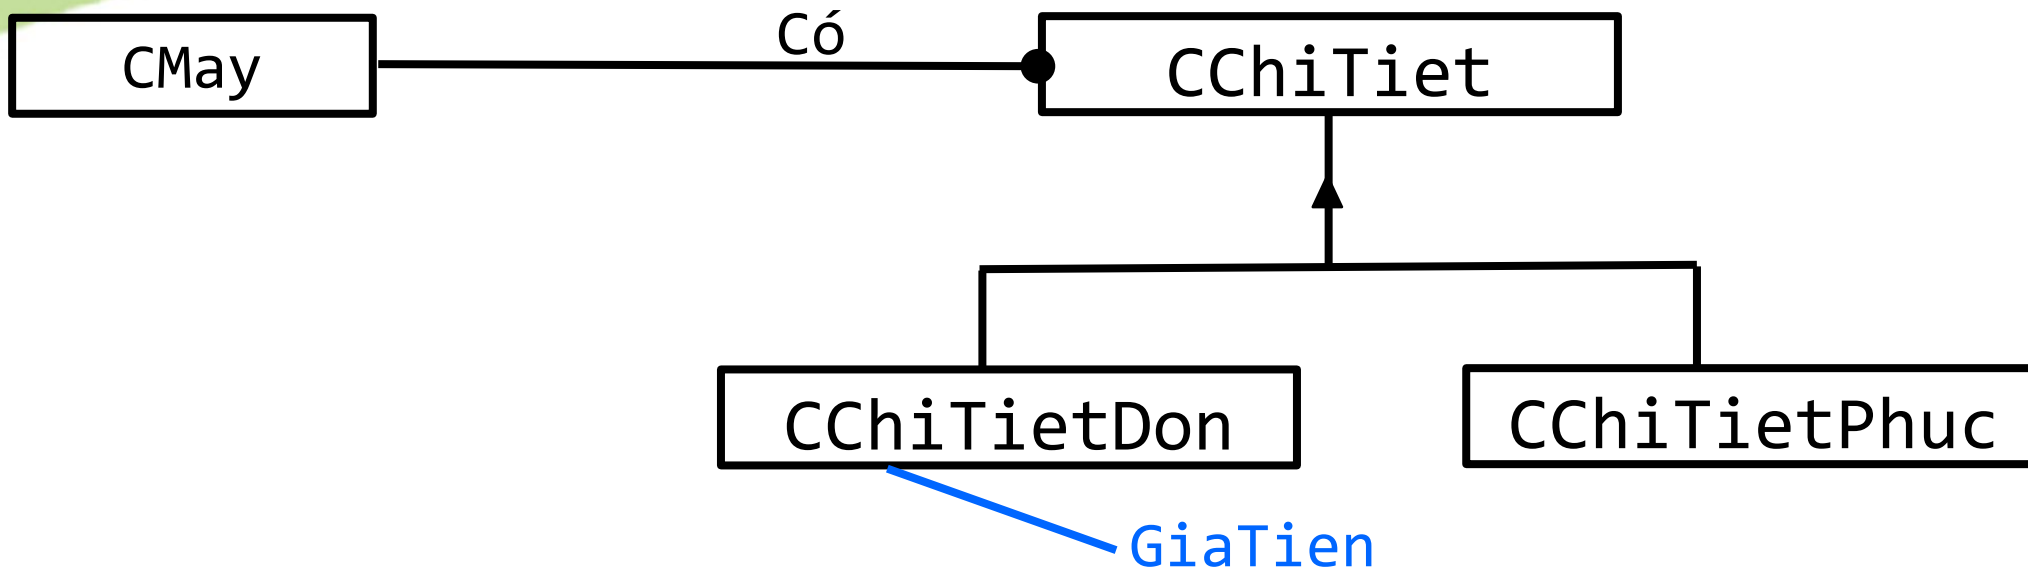 Có
CMay
CChiTiet
CChiTietDon
CChiTietPhuc
GiaTien